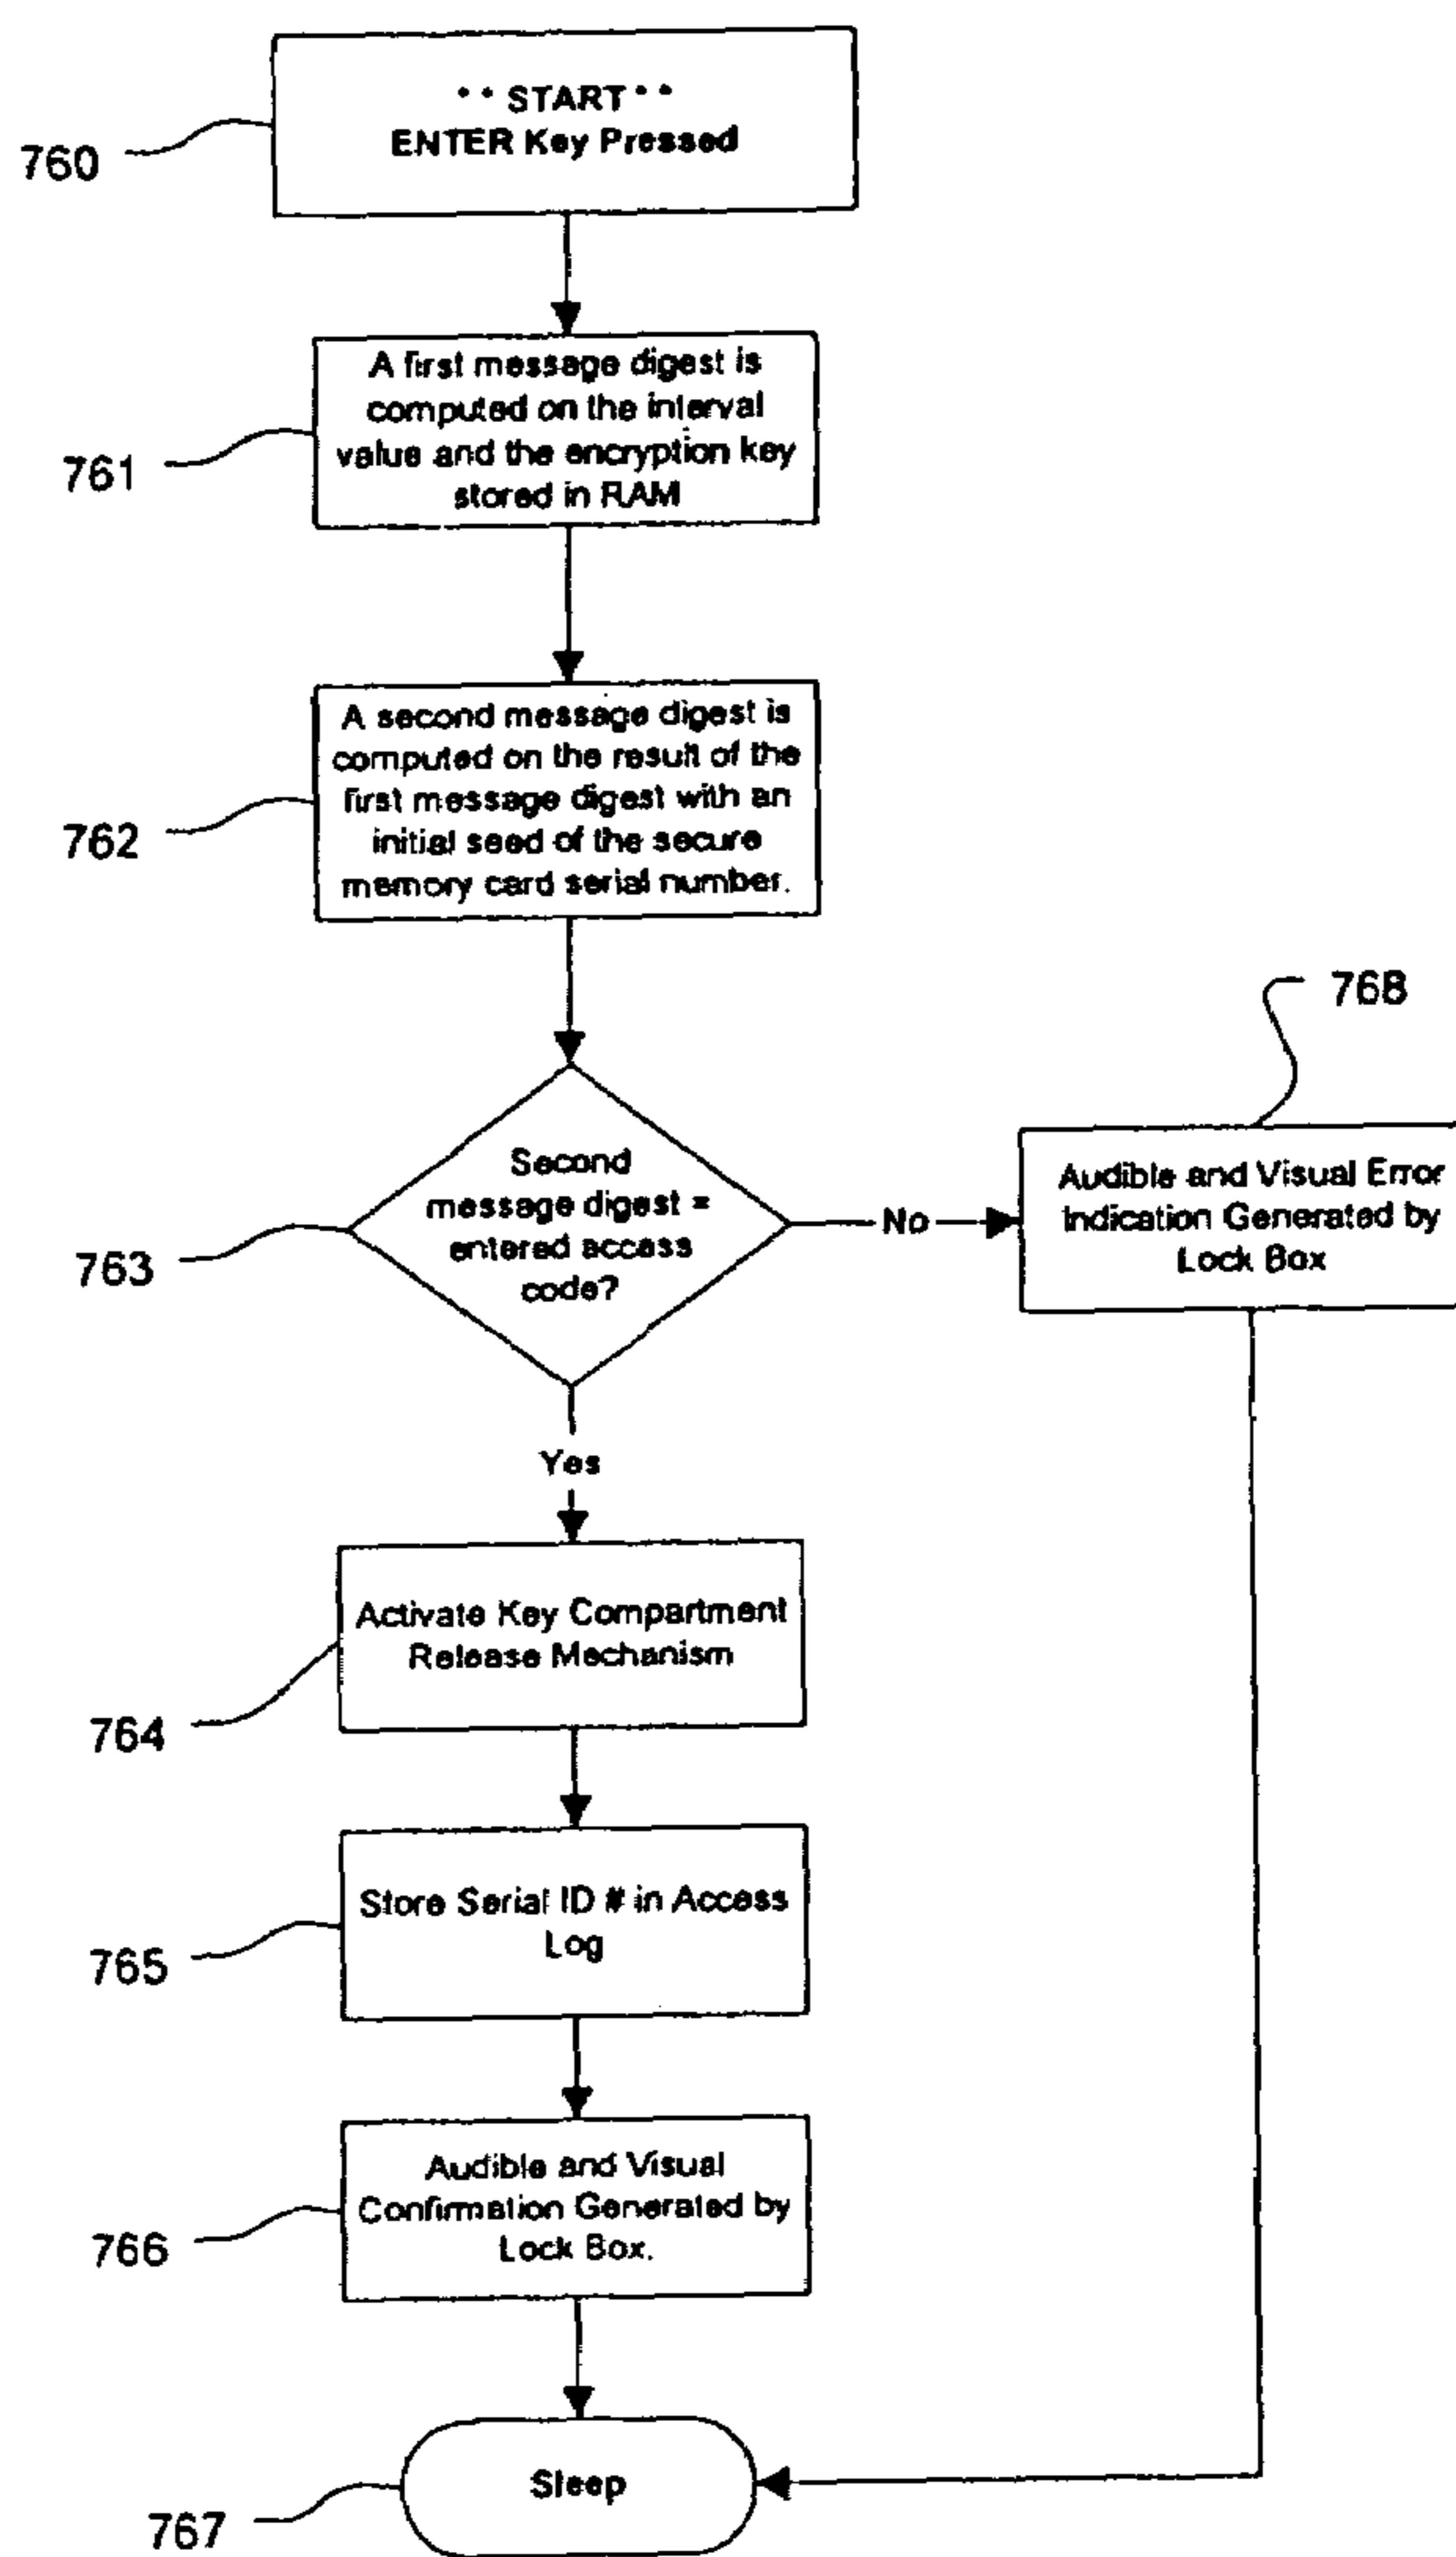 * * START * *
ENTER Key Pressed
760
A first message digest is
computed on the interval
value and the encryption key
stored in RAM
761
A second message digest is
computed on the result of the
first message digest with an
initial seed of the secure
memory card serial number.
762
768
Second
message digest =
entered access
code?
763
No
Audible and Visual Error
Indication Generated by
Lock Box
Yes
Activate Key Compartment
Release Mechanism
764
Store Serial ID # in Access
Log
765
Audible and Visual
Confirmation Generated by
Lock Box.
766
Sleep
767